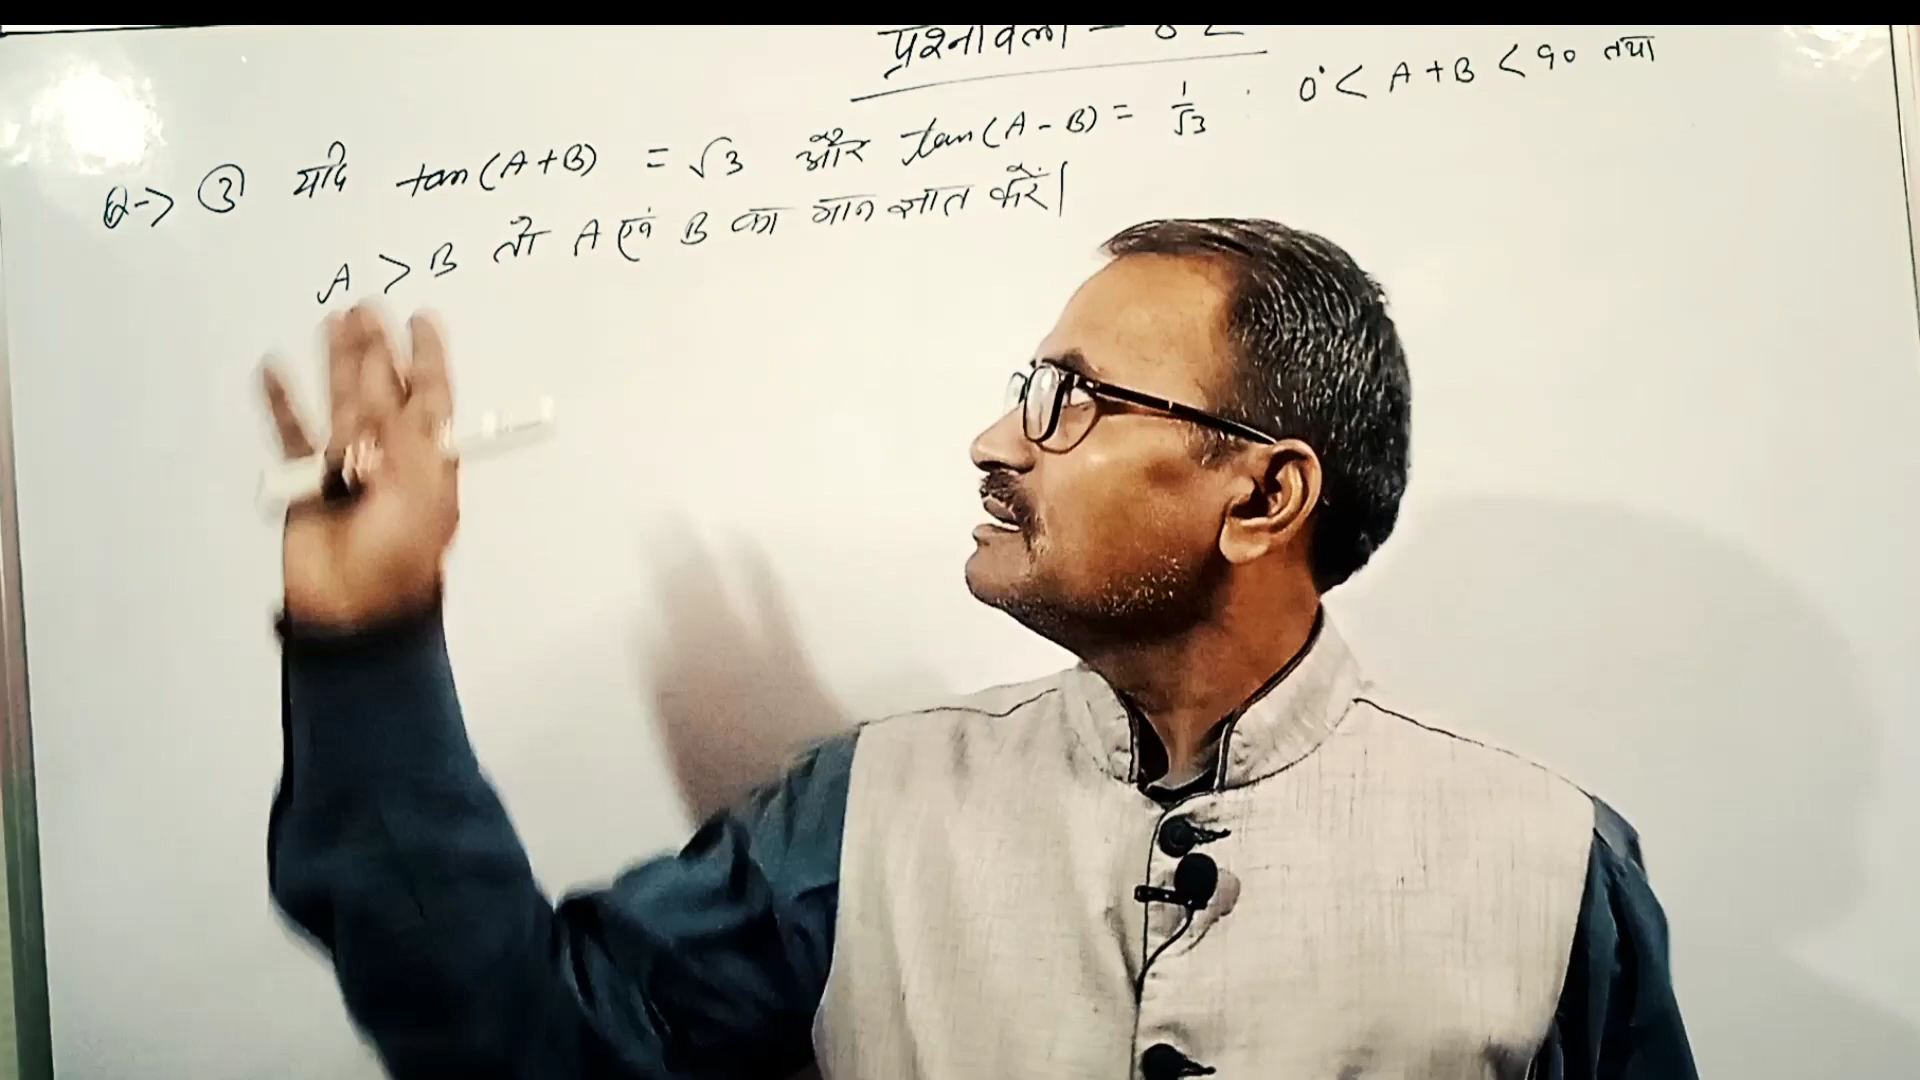 प्रश्नावली -
Q→ ③ यदि tan(A+B) = √3 और tan(A-B) = 1/√3 : 0° < A+B < 90 तथा
A > B तो A एवं B का मान ज्ञात करें।